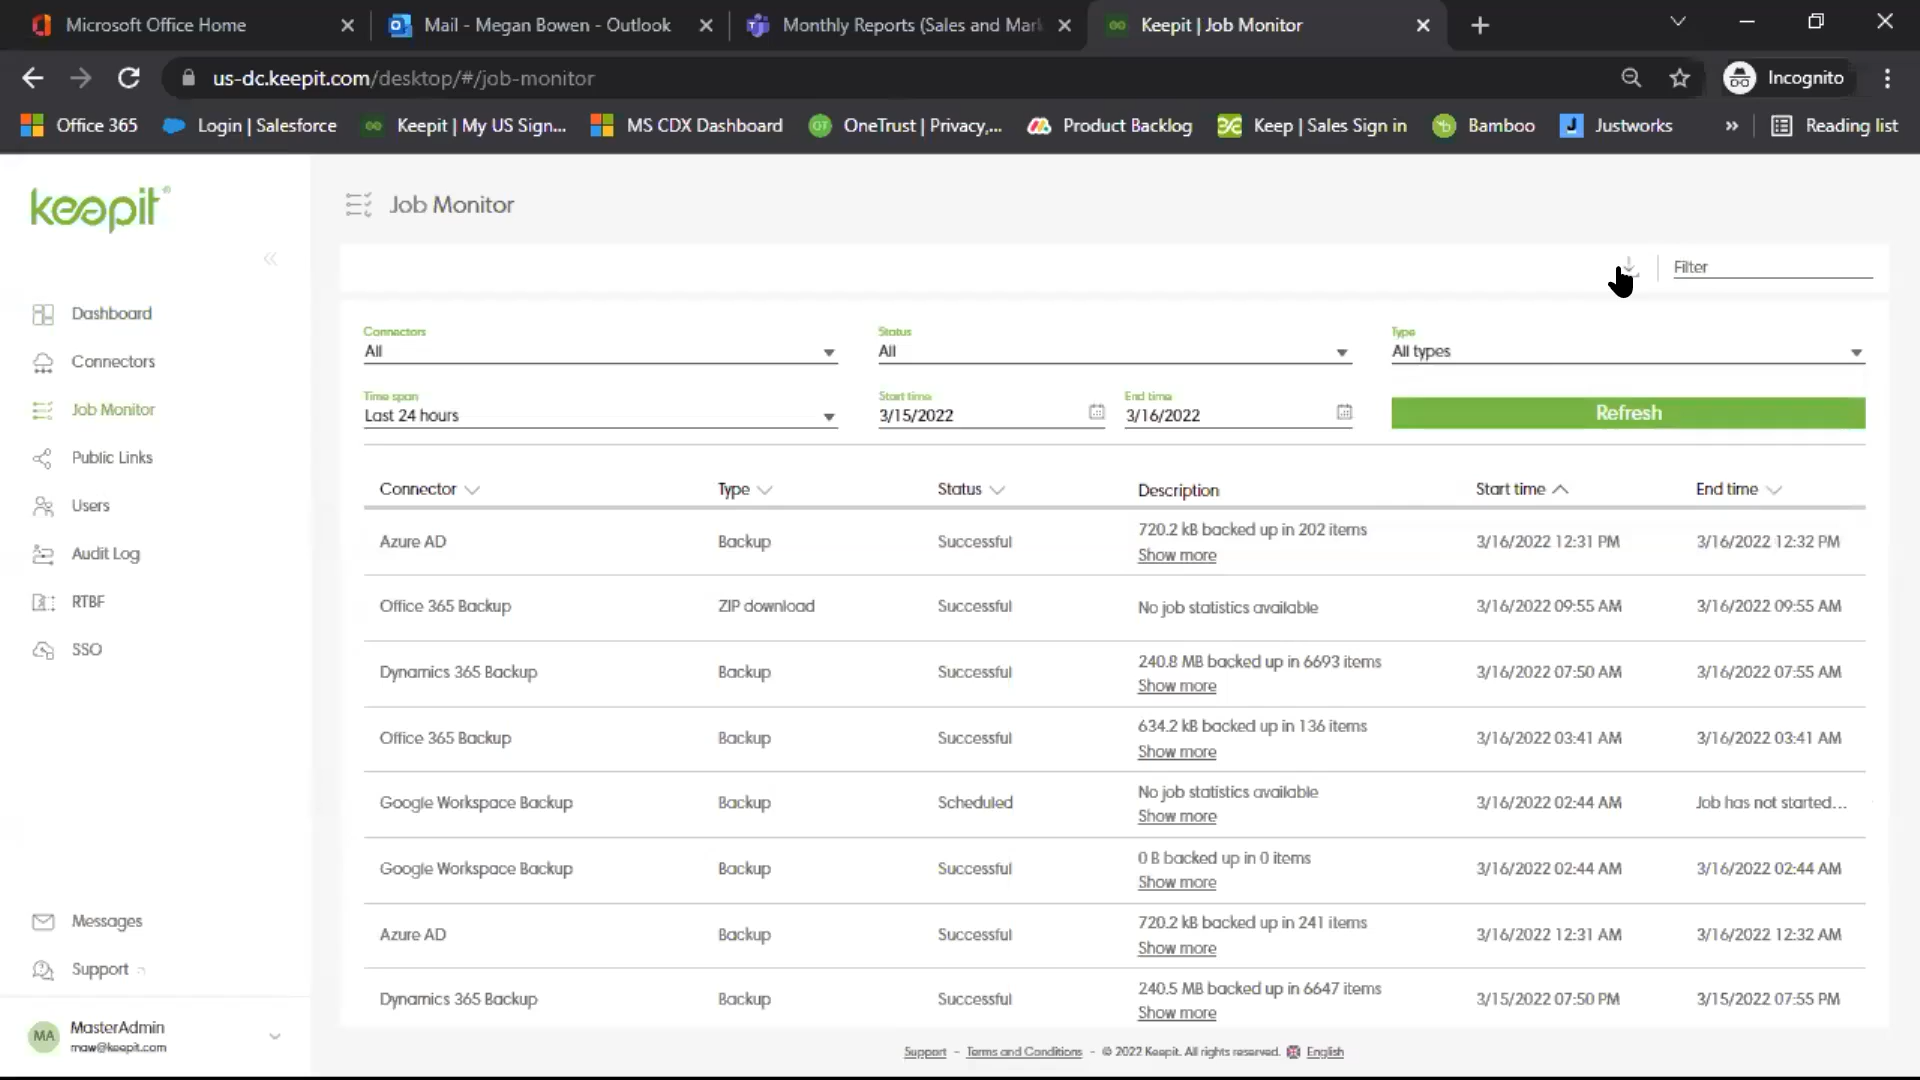 Microsoft Office Home
Mail - Megan Bowen - Outlook
Monthly Reports (Sales and Mar
Keepit | Job Monitor
us-dc.keepit.com/desktop/#/job-monitor
Incognito
Office 365
Login | Salesforce
Keepit | My US Sign...
MS CDX Dashboard
OneTrust | Privacy,...
Product Backlog
Keep | Sales Sign in
Bamboo
Justworks
»
Reading list
keepit®
Job Monitor
Filter
Dashboard
Connectors
Job Monitor
Public Links
Users
Audit Log
RTBF
SSO
Messages
Support
MA
MasterAdmin
maw@keepit.com
Connectors
All
Status
All
Type
All types
Time span
Last 24 hours
Start time
3/15/2022
End time
3/16/2022
Refresh
Connector Type Status Description Start time End time
Azure AD Backup Successful 720.2 kB backed up in 202 items 3/16/2022 12:31 PM 3/16/2022 12:32 PM
Show more
Office 365 Backup ZIP download Successful No job statistics available 3/16/2022 09:55 AM 3/16/2022 09:55 AM
Dynamics 365 Backup Backup Successful 240.8 MB backed up in 6693 items 3/16/2022 07:50 AM 3/16/2022 07:55 AM
Show more
Office 365 Backup Backup Successful 634.2 kB backed up in 136 items 3/16/2022 03:41 AM 3/16/2022 03:41 AM
Show more
Google Workspace Backup Backup Scheduled No job statistics available 3/16/2022 02:44 AM Job has not started...
Show more
Google Workspace Backup Backup Successful 0 B backed up in 0 items 3/16/2022 02:44 AM 3/16/2022 02:44 AM
Show more
Azure AD Backup Successful 720.2 kB backed up in 241 items 3/16/2022 12:31 AM 3/16/2022 12:32 AM
Show more
Dynamics 365 Backup Backup Successful 240.5 MB backed up in 6647 items 3/15/2022 07:50 PM 3/15/2022 07:55 PM
Show more
Support - Terms and Conditions - © 2022 Keepit. All rights reserved. English